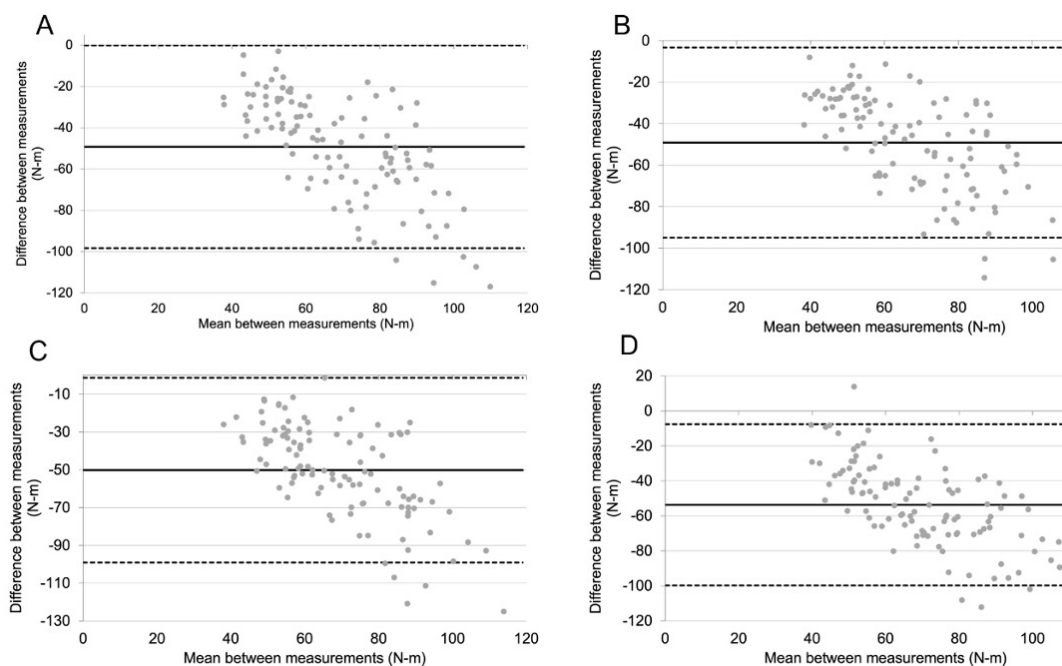 A
Difference between measurements
(N-m)
0
-20
-40
-60
-80
-100
-120
0 20 40 60 80 100 120
Mean between measurements (N-m)
B
Difference between measurements
(N-m)
0
-20
-40
-60
-80
-100
-120
0 20 40 60 80 100
Mean between measurements (N-m)
C
Difference between measurements
(N-m)
-10
-30
-50
-70
-90
-110
-130
0 20 40 60 80 100 120
Mean between measurements (N-m)
D
Difference between measurements
(N-m)
20
0
-20
-40
-60
-80
-100
-120
0 20 40 60 80 100
Mean between measurements (N-m)